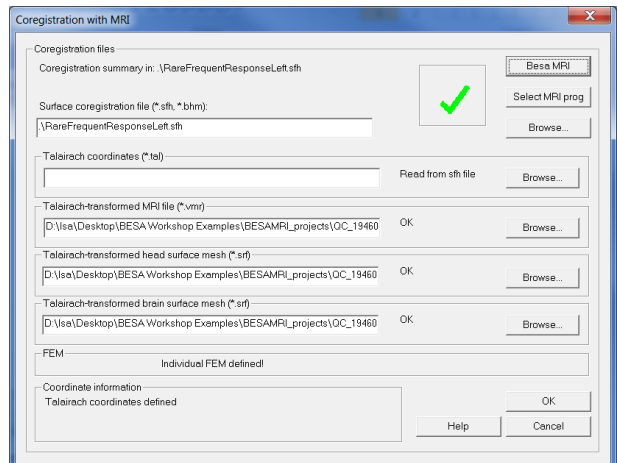 Coregistration with MRI
Coregistration files
Coregistration summary in: .\RareFrequentResponseLeft.sfh
Besa MRI
Select MRI prog
Surface coregistration file (*.sfh, *.bhm):
.\RareFrequentResponseLeft.sfh
Browse...
Talairach coordinates (*.tal)
Read from sfh file
Browse...
Talairach-transformed MRI file (*.vmr)
D:\Isa\Desktop\BESA Workshop Examples\BESAMRI_projects\QC_19460
OK
Browse...
Talairach-transformed head surface mesh (*.srf)
D:\Isa\Desktop\BESA Workshop Examples\BESAMRI_projects\QC_19460
OK
Browse...
Talairach-transformed brain surface mesh (*.srf)
D:\Isa\Desktop\BESA Workshop Examples\BESAMRI_projects\QC_19460
OK
Browse...
FEM
Individual FEM defined!
Coordinate information
Talairach coordinates defined
OK
Help
Cancel